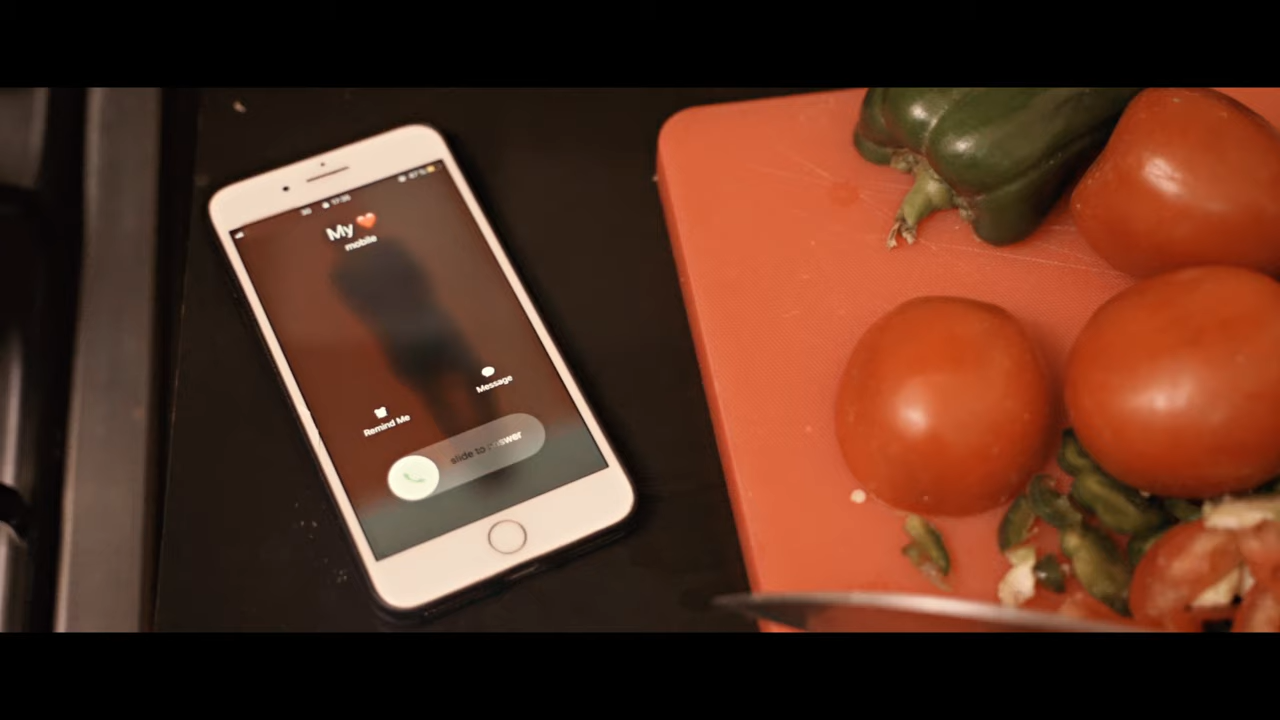 My ❤️
mobile
Message
Remind Me
slide to answer